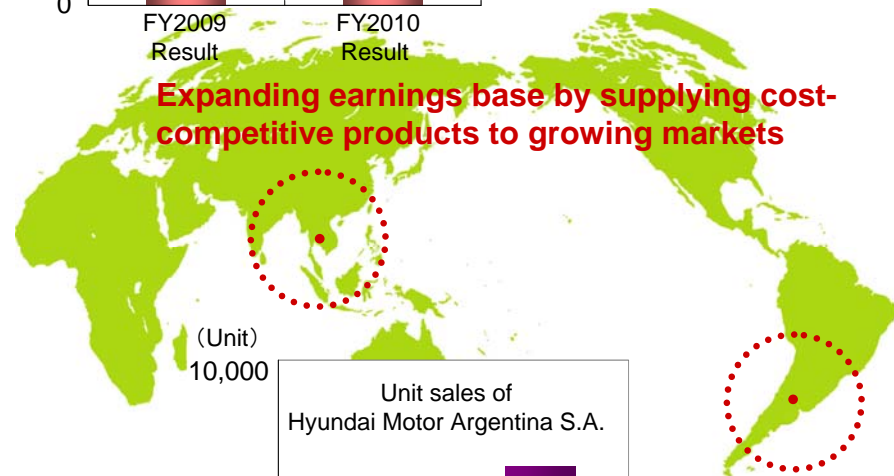 0
FY2009 FY2010
Result Result
Expanding earnings base by supplying cost-
competitive products to growing markets
（Unit）
10,000
Unit sales of
Hyundai Motor Argentina S.A.